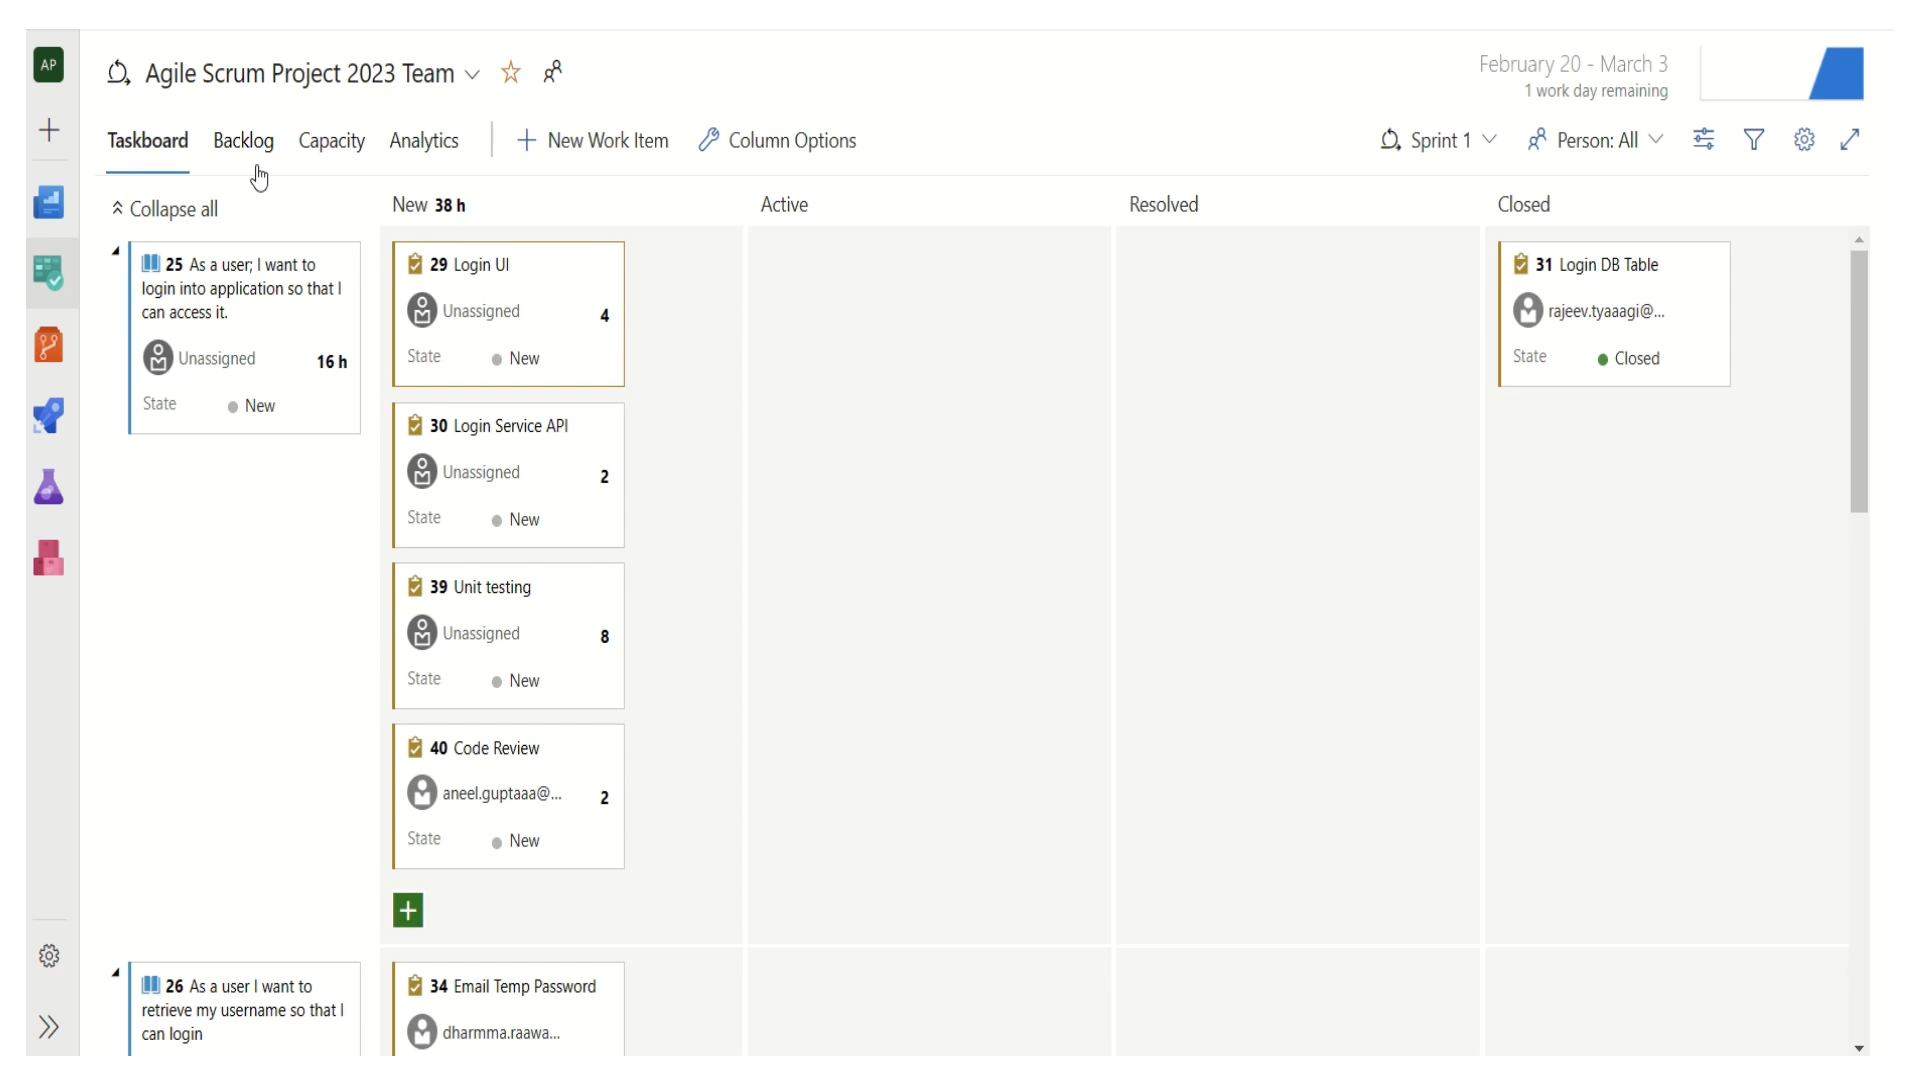 AP
Agile Scrum Project 2023 Team
February 20 - March 3
1 work day remaining
Taskboard Backlog Capacity Analytics New Work Item Column Options Sprint 1 Person: All
Collapse all New 38 h Active Resolved Closed
25 As a user; I want to
login into application so that I
can access it.
Unassigned 16 h
State New
29 Login UI
Unassigned 4
State New
30 Login Service API
Unassigned 2
State New
39 Unit testing
Unassigned 8
State New
40 Code Review
aneel.guptaaa@... 2
State New
31 Login DB Table
rajeev.tyaaagi@...
State Closed
26 As a user I want to
retrieve my username so that I
can login
34 Email Temp Password
dharmma.raawa...